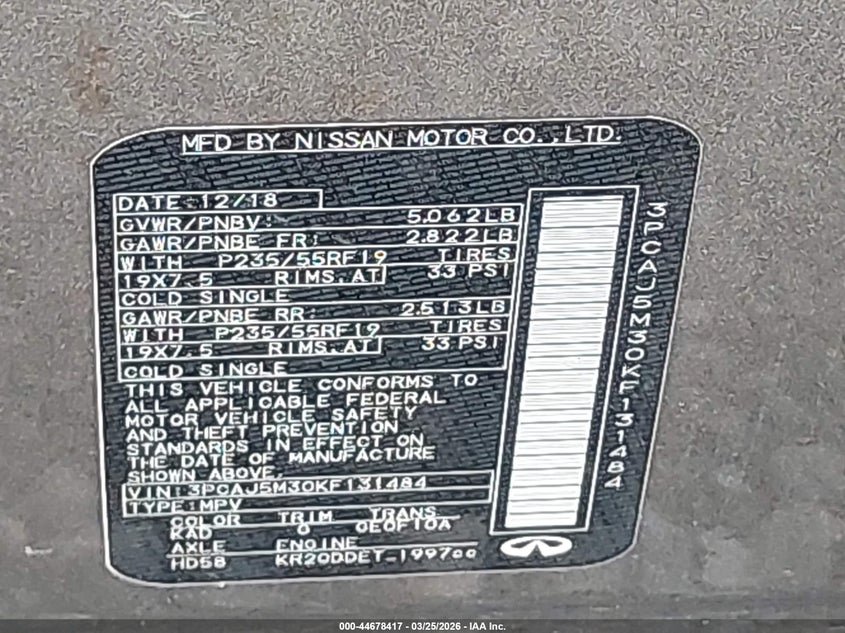 MFD BY NISSAN MOTOR CO.,LTD.
DATE 12/18
GVWR/PNBV: 5,062LB
GAWR/PNBE FR: 2,822LB
WITH P235/55RF19 TIRES
19X7.5 RIMS.AT 33 PSI
COLD SINGLE
GAWR/PNBE RR: 2,513LB
WITH P235/55RF19 TIRES
19X7.5 RIMS.AT 33 PSI
COLD SINGLE
THIS VEHICLE CONFORMS TO
ALL APPLICABLE FEDERAL
MOTOR VEHICLE SAFETY
AND THEFT PREVENTION
STANDARDS IN EFFECT ON
THE DATE OF MANUFACTURE
SHOWN ABOVE.
VIN:3PCAJ5M30KF131484
TYPE:MPV
COLOR TRIM TRANS
KAD G 0E0F10A
AXLE ENGINE
HD58 KR20DDET-1997cc
3PCAJ5M30KF131484
000-44678417 - 03/25/2026 - IAA Inc.